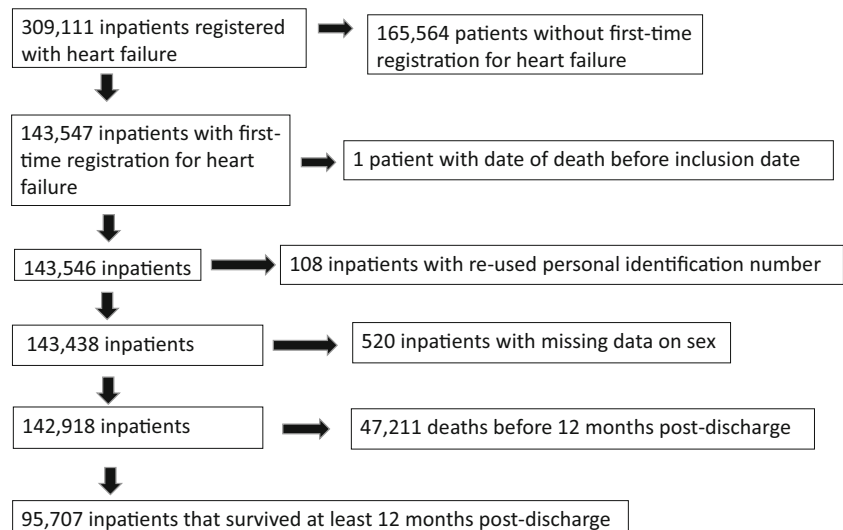 309,111 inpatients registered
with heart failure
165,564 patients without first-time
registration for heart failure
143,547 inpatients with first-
time registration for heart
failure
1 patient with date of death before inclusion date
143,546 inpatients
108 inpatients with re-used personal identification number
143,438 inpatients
520 inpatients with missing data on sex
142,918 inpatients
47,211 deaths before 12 months post-discharge
95,707 inpatients that survived at least 12 months post-discharge